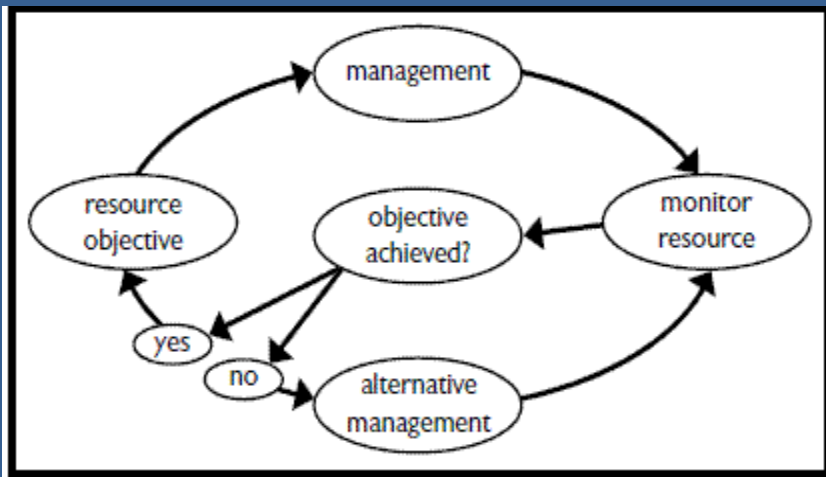 management
resource
objective
objective
achieved?
monitor
resource
yes
no
alternative
management